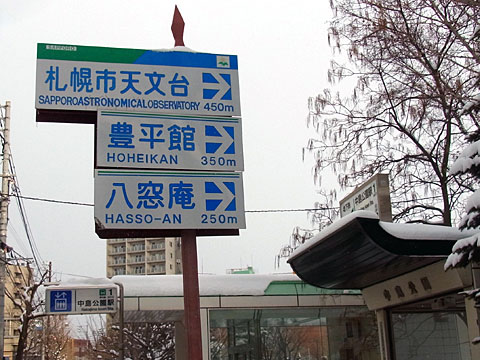 SAPPORO
札幌市天文台
SAPPOROASTRONOMICALOBSERVATORY 450m
豊平館
HOHEIKAN 350m
八窓庵
HASSO-AN 250m
1
中島公園駅
中島公園